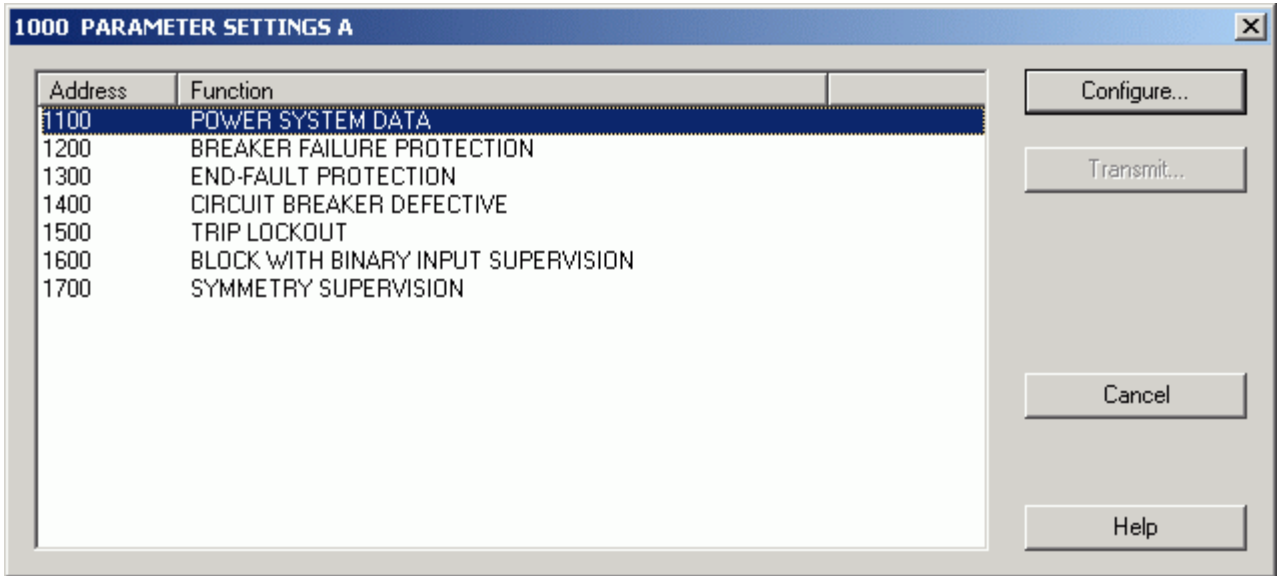 1000 PARAMETER SETTINGS A
Address Function
1100 POWER SYSTEM DATA
1200 BREAKER FAILURE PROTECTION
1300 END-FAULT PROTECTION
1400 CIRCUIT BREAKER DEFECTIVE
1500 TRIP LOCKOUT
1600 BLOCK WITH BINARY INPUT SUPERVISION
1700 SYMMETRY SUPERVISION
Configure...
Transmit...
Cancel
Help